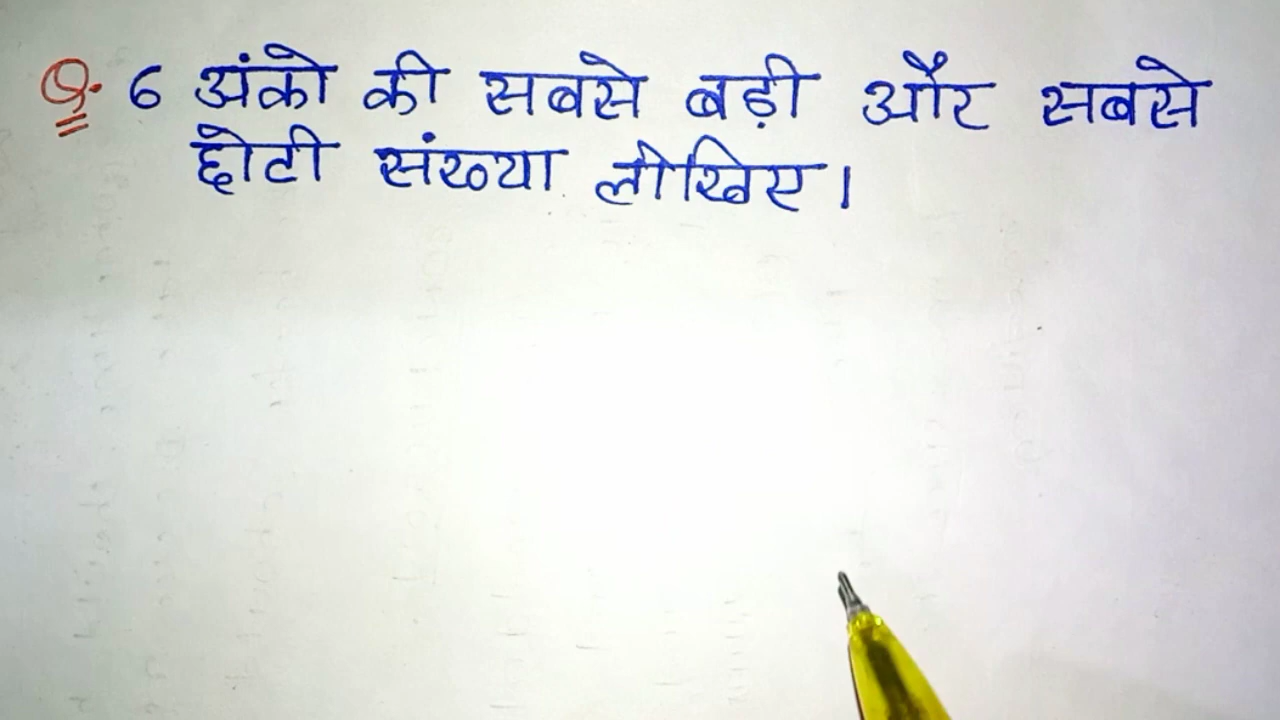 Q. 6 अंको की सबसे बड़ी और सबसे
छोटी संख्या लीखिए।